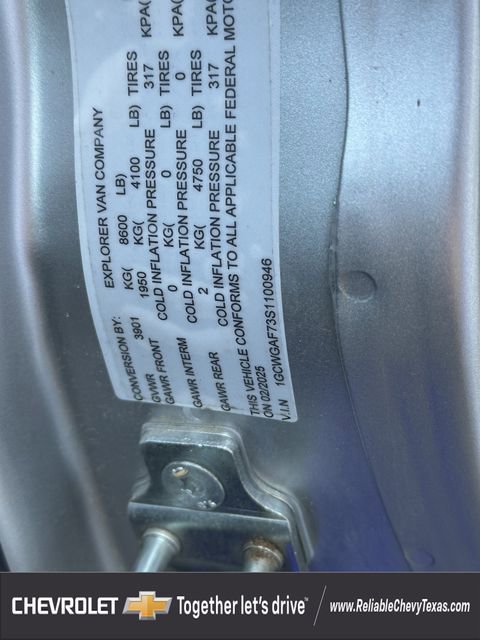 CONVERSION BY: EXPLORER VAN COMPANY
GVWR 3901 KG( 8600 LB)
GAWR FRONT 1950 KG( 4100 LB) TIRES
COLD INFLATION PRESSURE 317 KPA(
GAWR INTERM 0 KG( 0 LB) TIRES
COLD INFLATION PRESSURE 0 KPA(
GAWR REAR 2 KG( 4750 LB) TIRES
COLD INFLATION PRESSURE 317 KPA(
THIS VEHICLE CONFORMS TO ALL APPLICABLE FEDERAL MOTO
ON 02/2025
V.I.N 1GCWGAF73S1100946
CHEVROLET Together let's drive™ www.ReliableChevyTexas.com